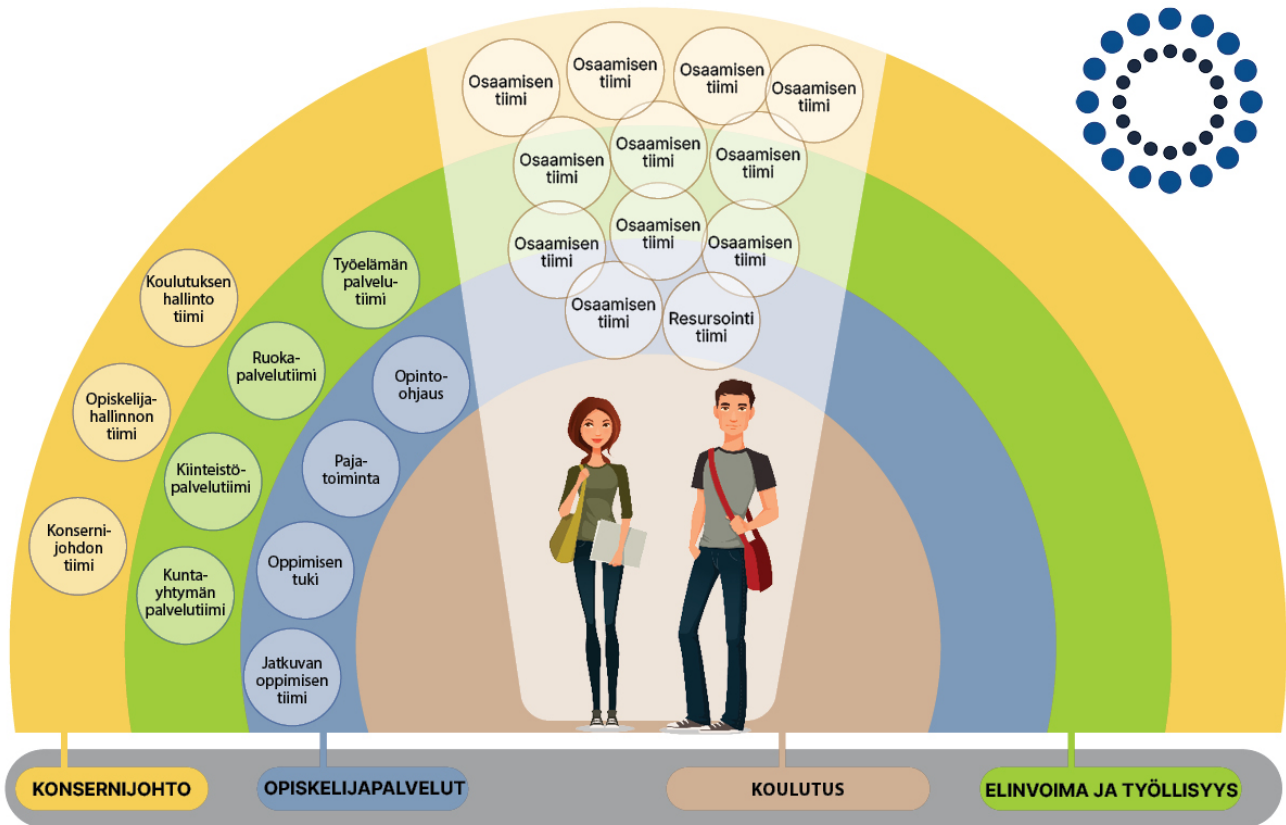 Osaamisen
tiimi
Osaamisen
tiimi
Osaamisen
tiimi
Osaamisen
tiimi
Osaamisen
tiimi
Osaamisen
tiimi
Osaamisen
tiimi
Osaamisen
tiimi
Osaamisen
tiimi
Osaamisen
tiimi
Osaamisen
tiimi
Resursointi
tiimi
Koulutuksen
hallinto
tiimi
Opiskelija-
hallinnon
tiimi
Konserni-
johdon
tiimi
Työelämän
palvelu-
tiimi
Ruoka-
palvelutiimi
Kiinteistö-
palvelutiimi
Kunta-
yhtymän
palvelutiimi
Opinto-
ohjaus
Paja-
toiminta
Oppimisen
tuki
Jatkuvan
oppimisen
tiimi
KONSERNIJOHTO
OPISKELIJAPALVELUT
KOULUTUS
ELINVOIMA JA TYÖLLISYYS